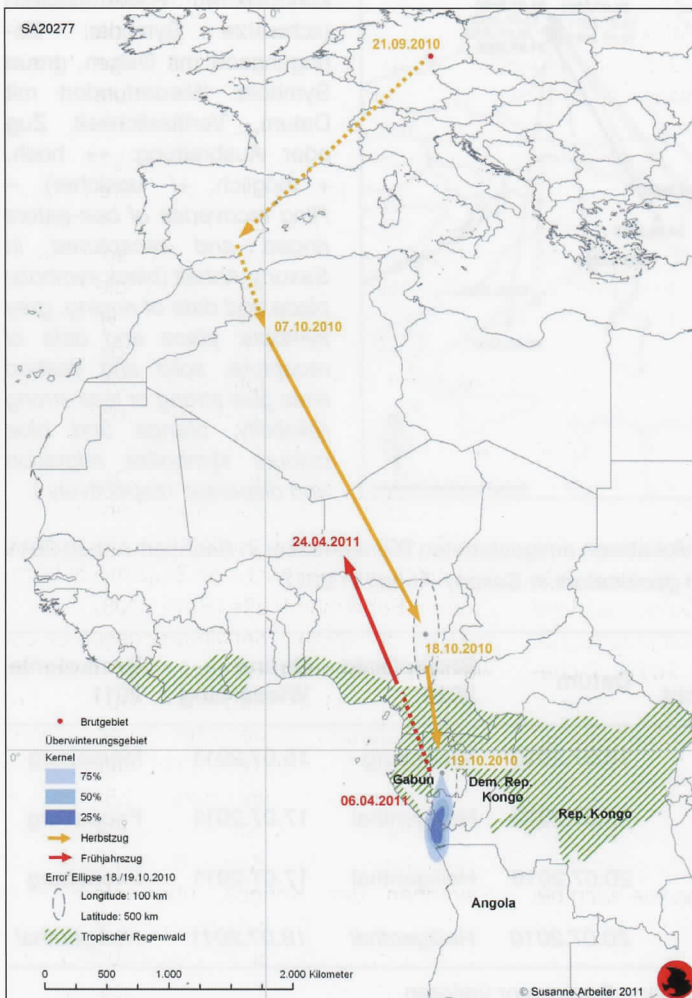 SA20277
21.09.2010
07.10.2010
24.04.2011
18.10.2010
0°
19.10.2010
Gabun
Dem. Rep.
Kongo
Rep. Kongo
06.04.2011
Angola
Brutgebiet
Überwinterungsgebiet
Kernel
75%
50%
25%
Herbstzug
Frühjahrszug
Error Ellipse 18./19.10.2010
Longitude: 100 km
Latitude: 500 km
Tropischer Regenwald
0
500
1.000
2.000 Kilometer
0°
© Susanne Arbeiter 2011